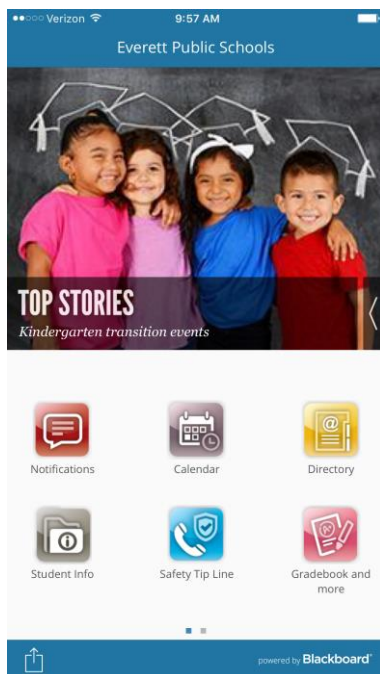 Verizon 9:57 AM
Everett Public Schools
TOP STORIES
Kindergarten transition events
Notifications Calendar Directory
Student Info Safety Tip Line Gradebook and
more
powered by Blackboard